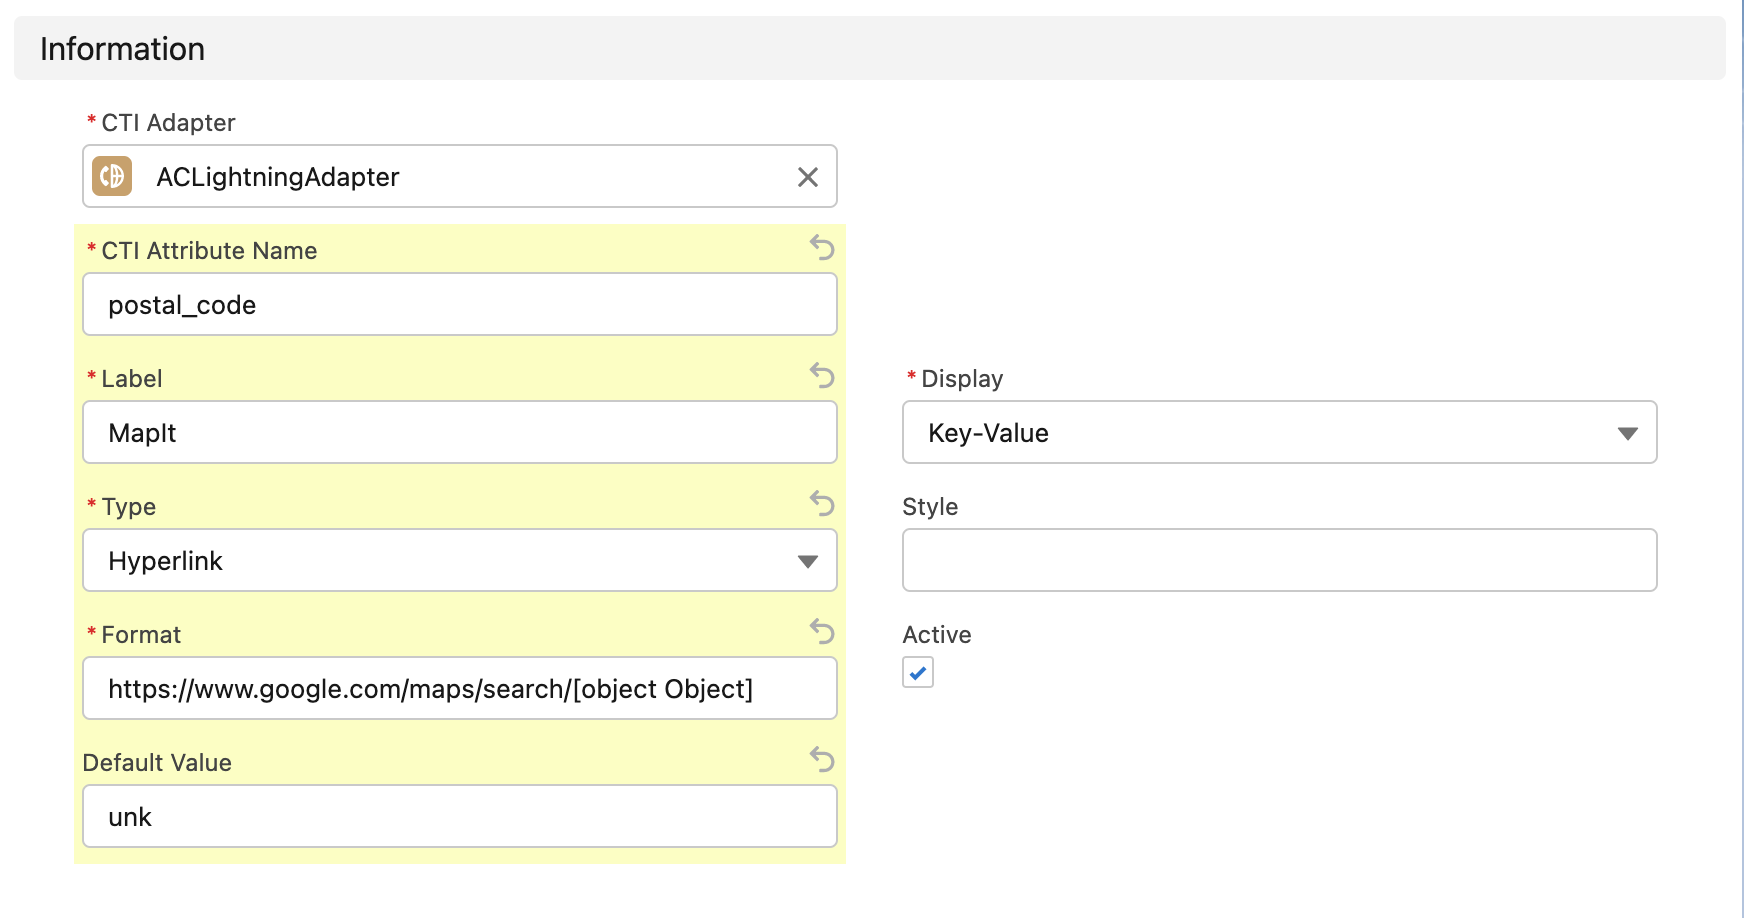 Information
* CTI Adapter
ACLightningAdapter
* CTI Attribute Name
postal_code
* Label
MapIt
* Display
Key-Value
* Type
Hyperlink
Style
* Format
https://www.google.com/maps/search/[object Object]
Active
Default Value
unk